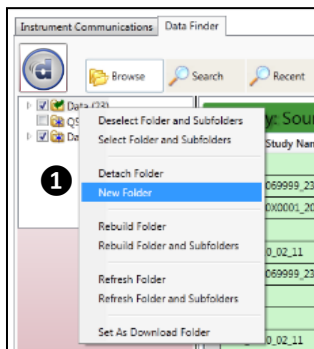 Instrument Communications Data Finder
Browse Search Recent
Data (23)
QS
Da
Deselect Folder and Subfolders
Select Folder and Subfolders
Detach Folder
New Folder
Rebuild Folder
Rebuild Folder and Subfolders
Refresh Folder
Refresh Folder and Subfolders
Set As Download Folder
1
y: Sour
Study Nam
069999_23
0X0001_20
0_02_11
069999_23
0_02_11